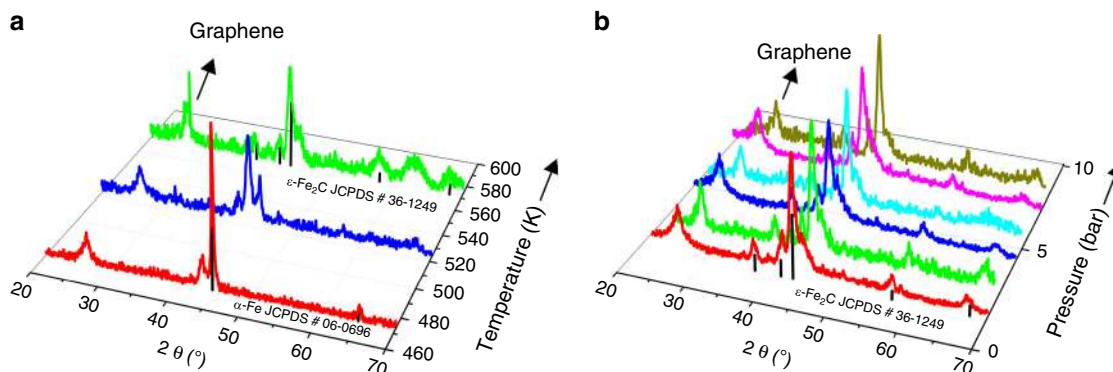 a
Graphene
ε-Fe₂C JCPDS # 36-1249
α-Fe JCPDS # 06-0696
20
30
40
50
60
70
2 θ (°)
460
480
500
520
540
560
580
600
Temperature (K)
b
Graphene
ε-Fe₂C JCPDS # 36-1249
20
30
40
50
60
70
2 θ (°)
0
5
10
Pressure (bar)